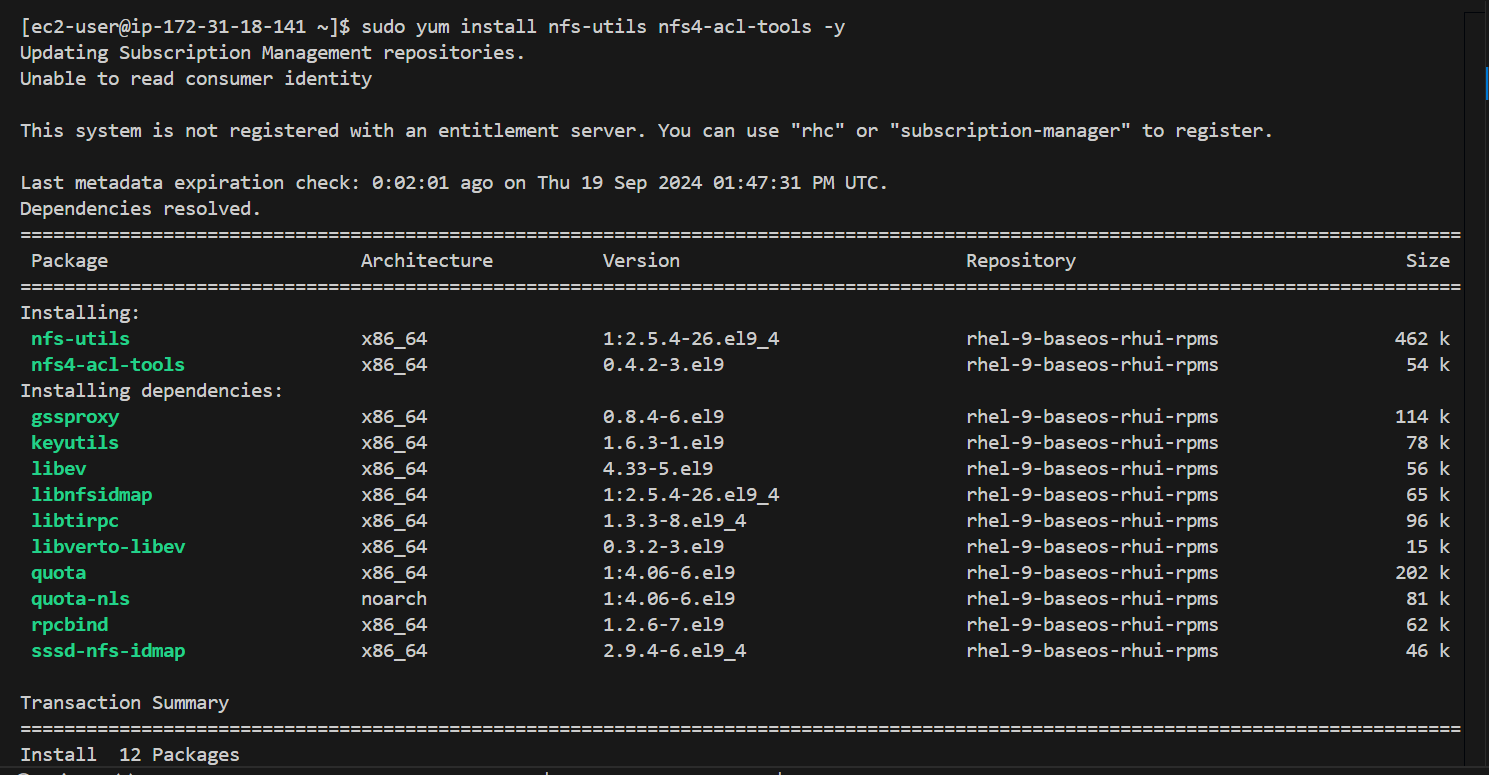 [ec2-user@ip-172-31-18-141 ~]$ sudo yum install nfs-utils nfs4-acl-tools -y
Updating Subscription Management repositories.
Unable to read consumer identity
This system is not registered with an entitlement server. You can use "rhc" or "subscription-manager" to register.
Last metadata expiration check: 0:02:01 ago on Thu 19 Sep 2024 01:47:31 PM UTC.
Dependencies resolved.
===================================================================================================================================
Package Architecture Version Repository Size
===================================================================================================================================
Installing:
nfs-utils x86_64 1:2.5.4-26.el9_4 rhel-9-baseos-rhui-rpms 462 k
nfs4-acl-tools x86_64 0.4.2-3.el9 rhel-9-baseos-rhui-rpms 54 k
Installing dependencies:
gssproxy x86_64 0.8.4-6.el9 rhel-9-baseos-rhui-rpms 114 k
keyutils x86_64 1.6.3-1.el9 rhel-9-baseos-rhui-rpms 78 k
libev x86_64 4.33-5.el9 rhel-9-baseos-rhui-rpms 56 k
libnfsidmap x86_64 1:2.5.4-26.el9_4 rhel-9-baseos-rhui-rpms 65 k
libtirpc x86_64 1.3.3-8.el9_4 rhel-9-baseos-rhui-rpms 96 k
libverto-libev x86_64 0.3.2-3.el9 rhel-9-baseos-rhui-rpms 15 k
quota x86_64 1:4.06-6.el9 rhel-9-baseos-rhui-rpms 202 k
quota-nls noarch 1:4.06-6.el9 rhel-9-baseos-rhui-rpms 81 k
rpcbind x86_64 1.2.6-7.el9 rhel-9-baseos-rhui-rpms 62 k
sssd-nfs-idmap x86_64 2.9.4-6.el9_4 rhel-9-baseos-rhui-rpms 46 k
Transaction Summary
===================================================================================================================================
Install 12 Packages